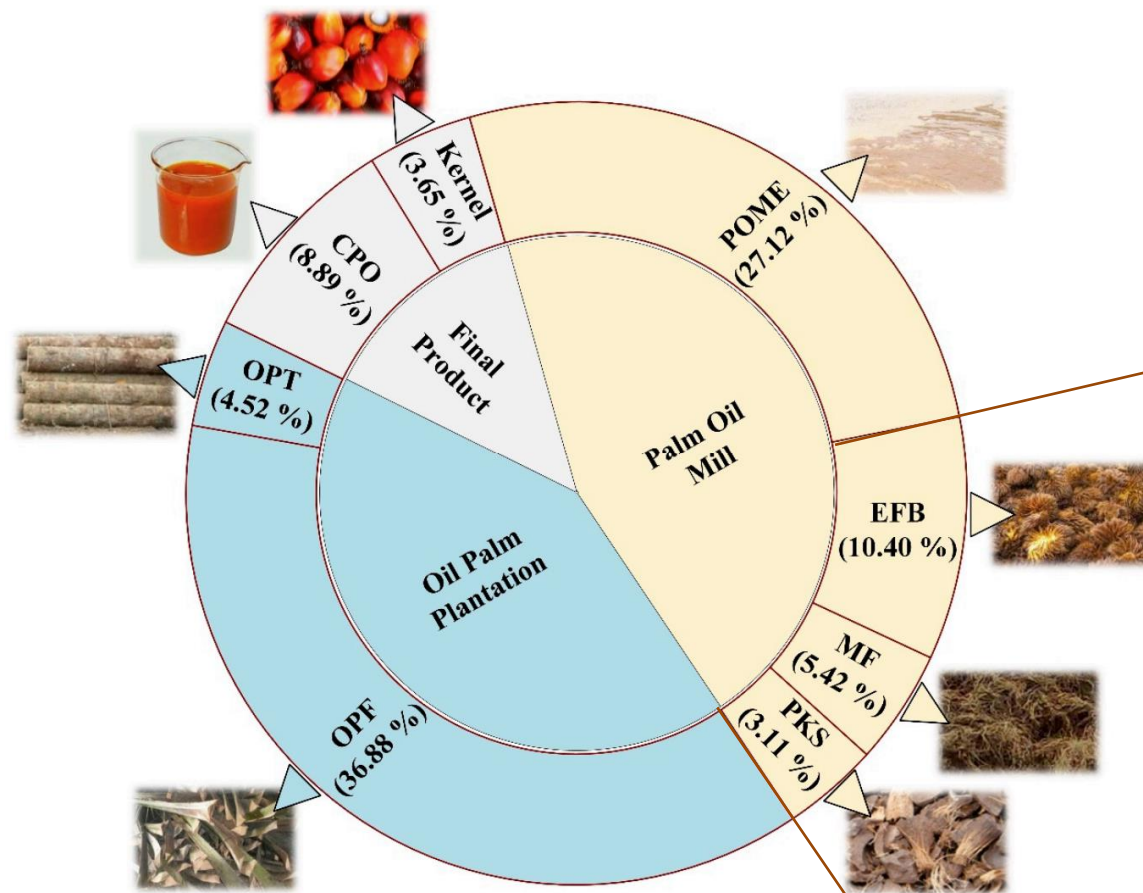 Kernel
(3.65 %)
CPO
(8.89 %)
OPT
(4.52 %)
OPF
(36.88 %)
POME
(27.12 %)
EFB
(10.40 %)
MF
(5.42 %)
PKS
(3.11 %)
Final
Product
Palm Oil
Mill
Oil Palm
Plantation